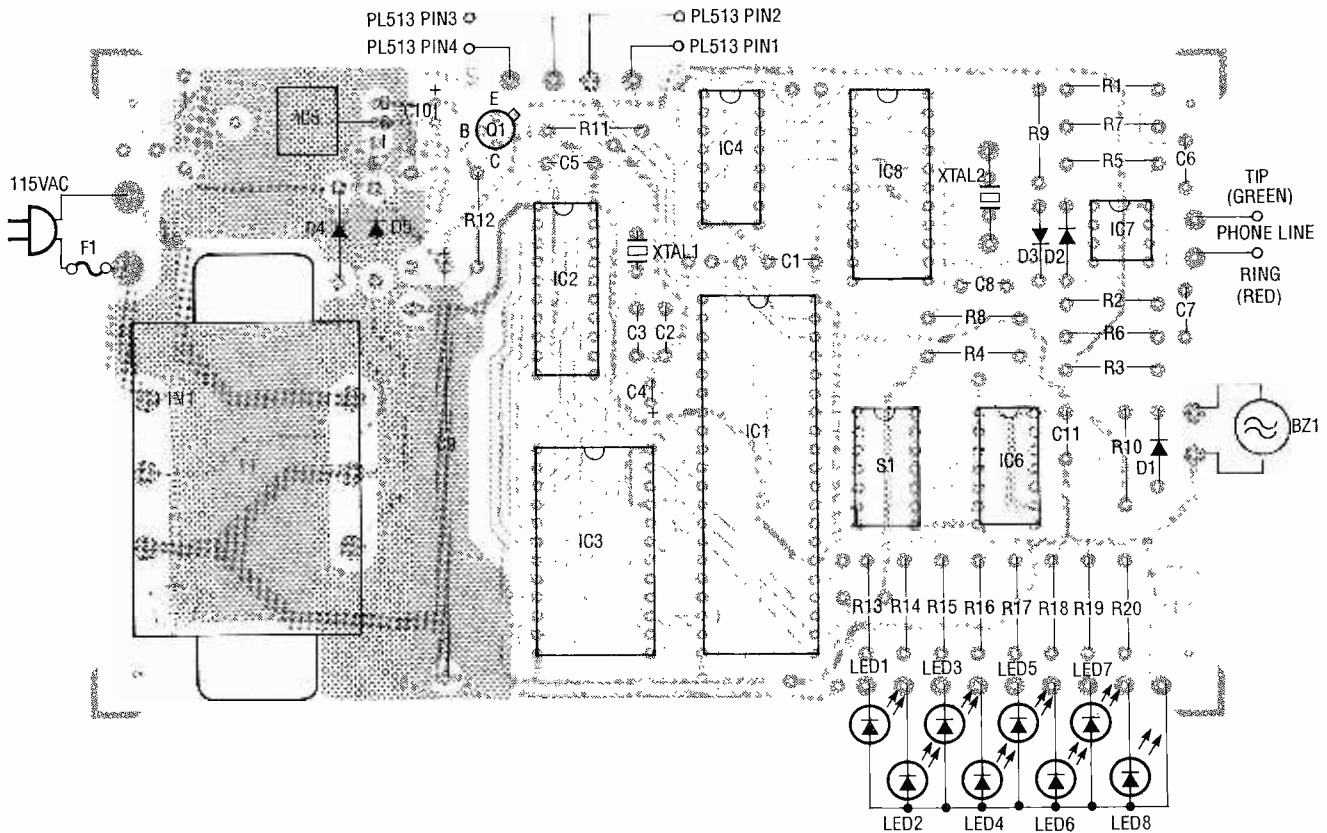 PL513 PIN3
PL513 PIN2
PL513 PIN4
PL513 PIN1
E
B
Q1
C
R11
C5
R12
IC4
IC8
XTAL2
R9
R1
R7
R5
C6
115VAC
F1
TIP
(GREEN)
PHONE LINE
RING
(RED)
D4
D5
IC2
XTAL1
C1
C8
D3
D2
IC7
R2
R6
R3
C7
C3
C2
C4
R8
R4
IC1
S1
IC6
C11
R10
D1
BZ1
IC3
R13
R14
R15
R16
R17
R18
R19
R20
LED1
LED3
LED5
LED7
LED2
LED4
LED6
LED8